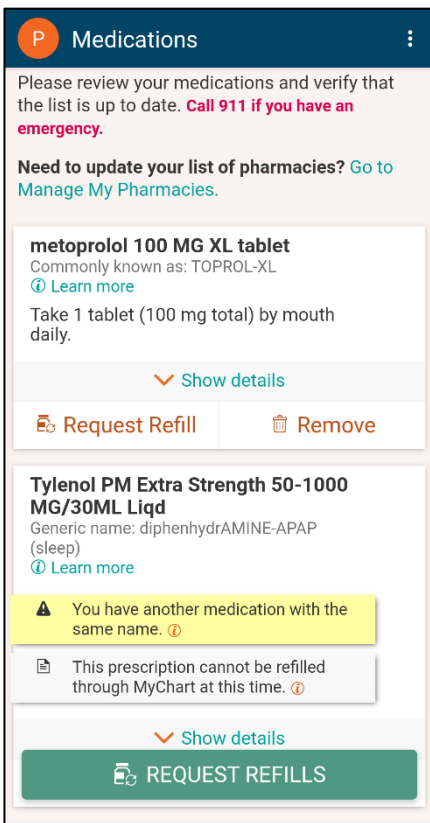 P Medications
Please review your medications and verify that
the list is up to date. Call 911 if you have an
emergency.
Need to update your list of pharmacies? Go to
Manage My Pharmacies.
metoprolol 100 MG XL tablet
Commonly known as: TOPROL-XL
Learn more
Take 1 tablet (100 mg total) by mouth
daily.
Show details
Request Refill Remove
Tylenol PM Extra Strength 50-1000
MG/30ML Liqd
Generic name: diphenhydrAMINE-APAP
(sleep)
Learn more
You have another medication with the
same name.
This prescription cannot be refilled
through MyChart at this time.
Show details
REQUEST REFILLS